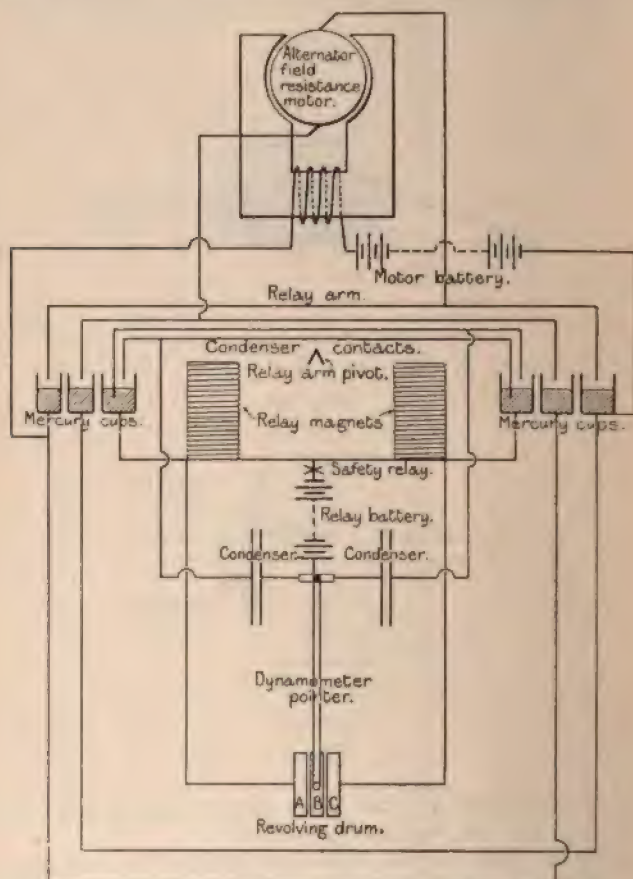 Alternator
field
resistance
motor.
Motor battery.
Relay arm.
Condenser contacts.
Relay arm pivot.
Mercury cups.
Relay magnets
Mercury cups.
Safety relay.
Relay battery.
Condenser. Condenser.
Dynamometer
pointer.
A B C
Revolving drum.